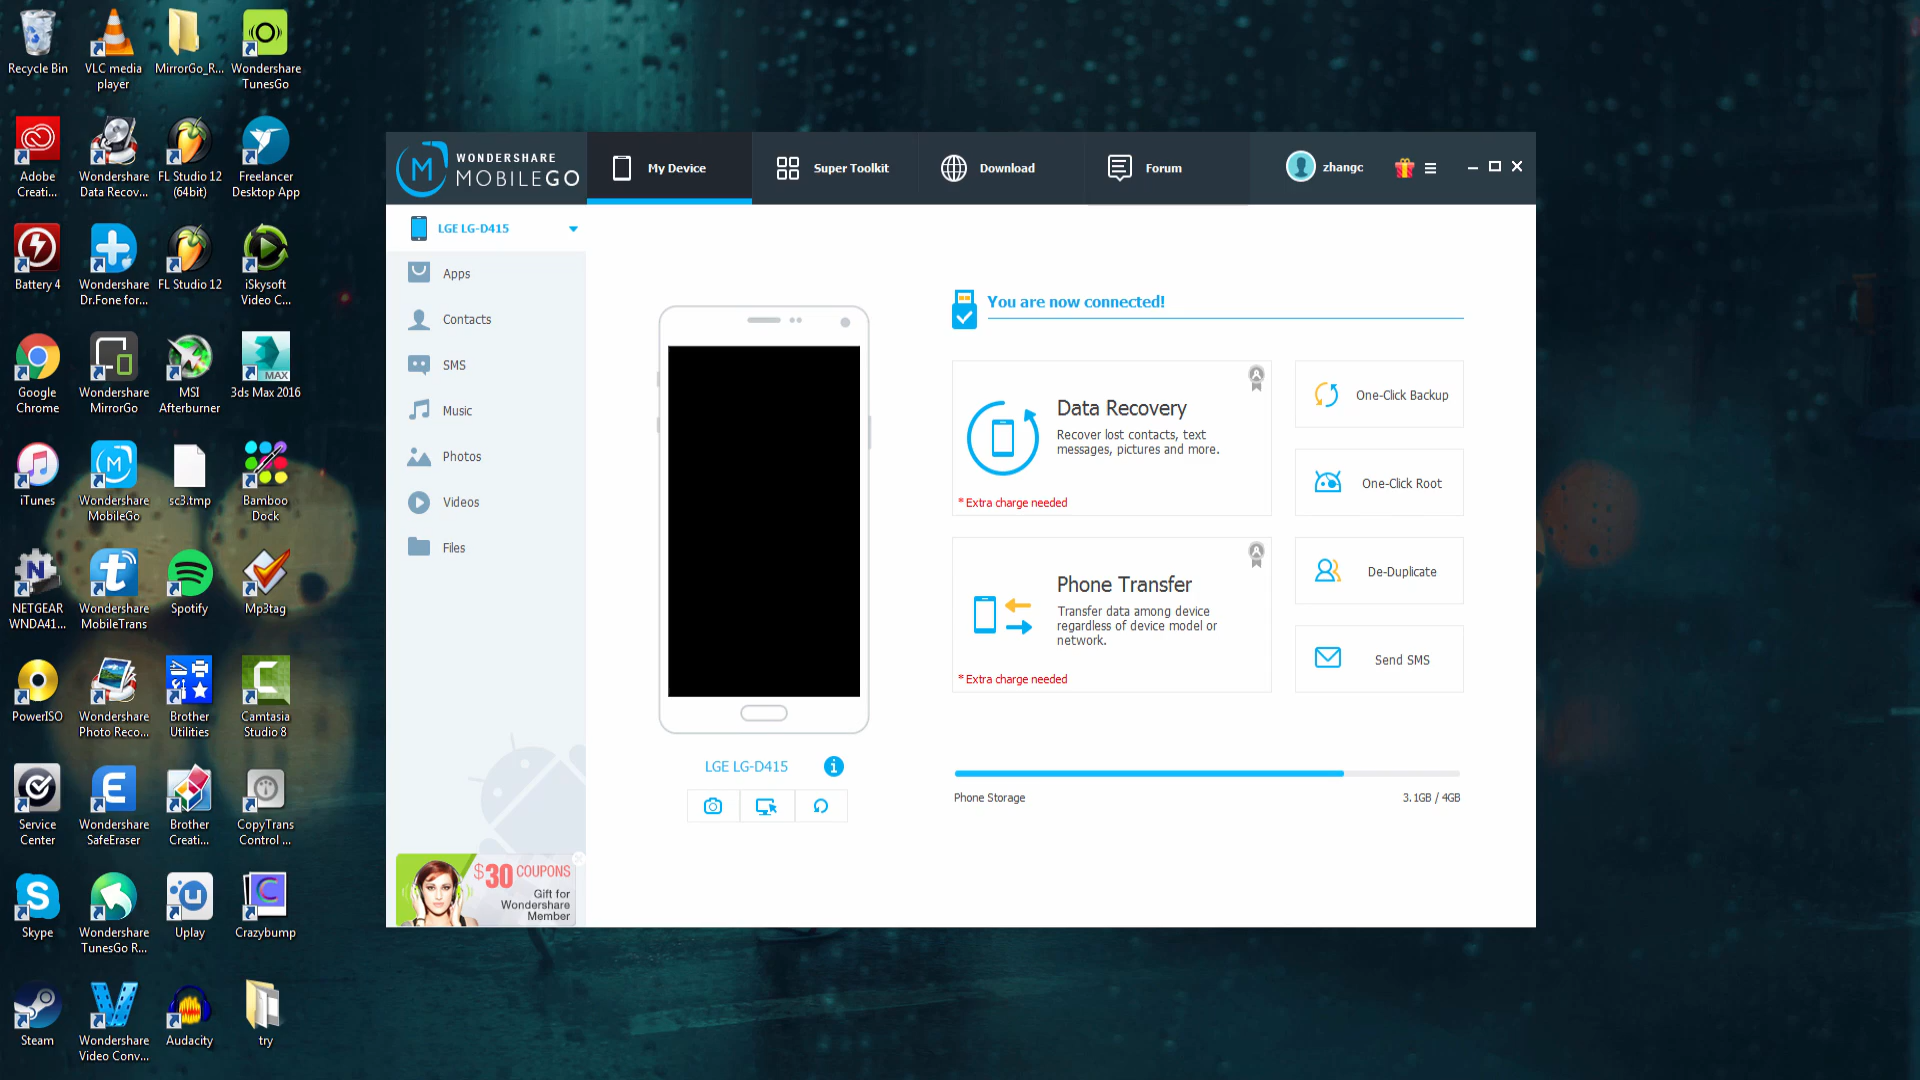 Recycle Bin
VLC media
player
MirrorGo_R...
Wondershare
TunesGo
Adobe
Creati...
Wondershare
Data Recov...
FL Studio 12
(64bit)
Freelancer
Desktop App
Battery 4
Wondershare
Dr.Fone for...
FL Studio 12
iSkysoft
Video C...
Google
Chrome
Wondershare
MirrorGo
MSI
Afterburner
MAX
3ds Max 2016
iTunes
Wondershare
MobileGo
sc3.tmp
Bamboo
Dock
NETGEAR
WNDA41...
Wondershare
MobileTrans
Spotify
Mp3tag
PowerISO
Wondershare
Photo Reco...
Brother
Utilities
Camtasia
Studio 8
Service
Center
Wondershare
SafeEraser
Brother
Creati...
CopyTrans
Control ...
Skype
Wondershare
TunesGo R...
Uplay
Crazybump
Steam
Wondershare
Video Conv...
Audacity
try
WONDERSHARE
MOBILEGO
My Device
Super Toolkit
Download
Forum
zhangc
LGE LG-D415
Apps
Contacts
SMS
Music
Photos
Videos
Files
$30 COUPONS
Gift for
Wondershare
Member
LGE LG-D415
You are now connected!
Data Recovery
Recover lost contacts, text
messages, pictures and more.
* Extra charge needed
Phone Transfer
Transfer data among device
regardless of device model or
network.
* Extra charge needed
One-Click Backup
One-Click Root
De-Duplicate
Send SMS
Phone Storage
3.1GB / 4GB